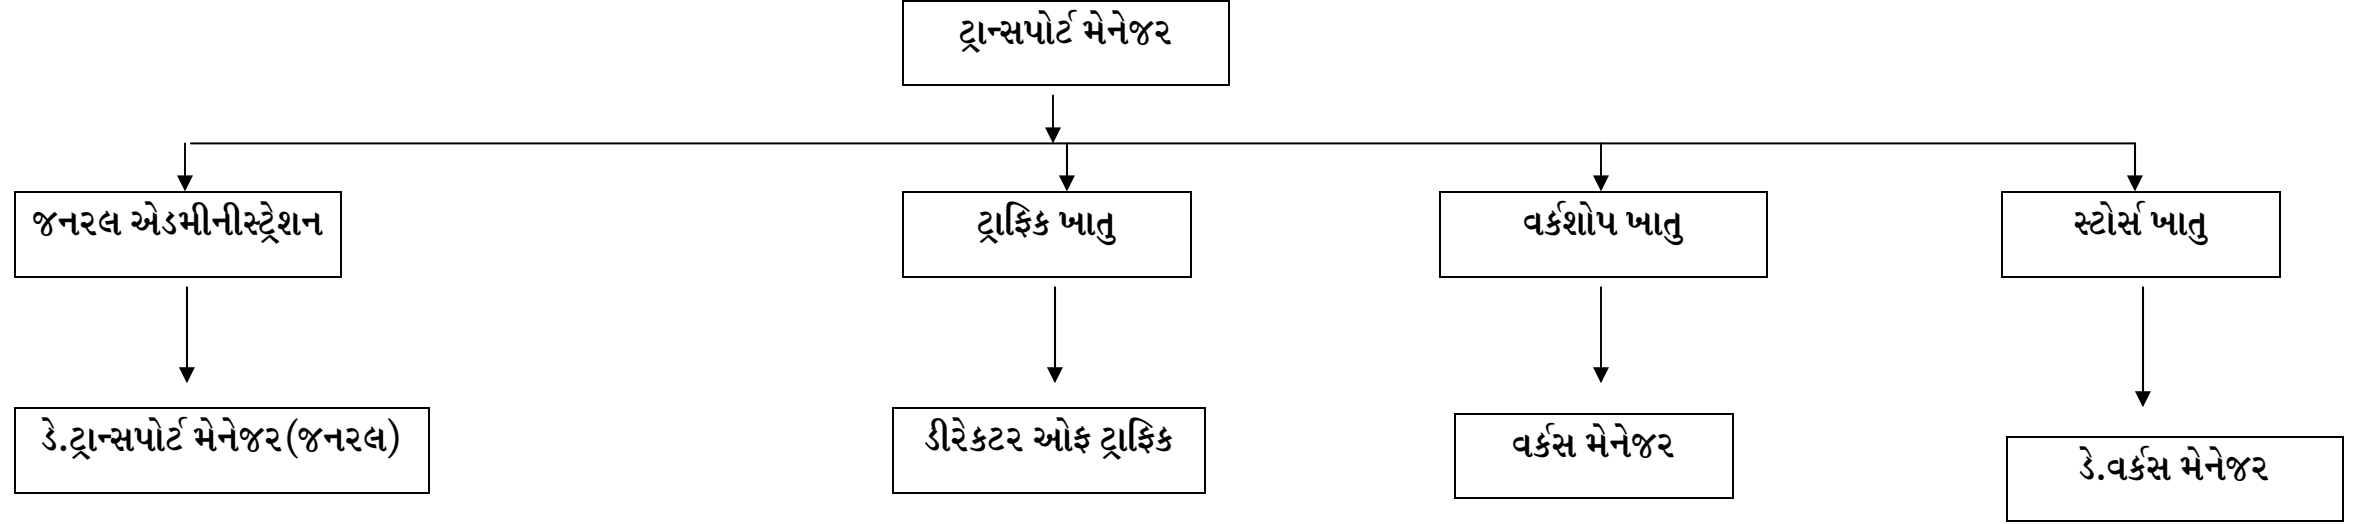 ટ્રાન્સપોર્ટ મેનેજર
જનરલ એડમીનીસ્ટ્રેશન
ટ્રાફિક ખાતુ
વર્કશોપ ખાતુ
સ્ટોર્સ ખાતુ
ડે.ટ્રાન્સપોર્ટ મેનેજર(જનરલ)
ડીરેકટર ઓફ ટ્રાફિક
વર્કસ મેનેજર
ડે.વર્કસ મેનેજર